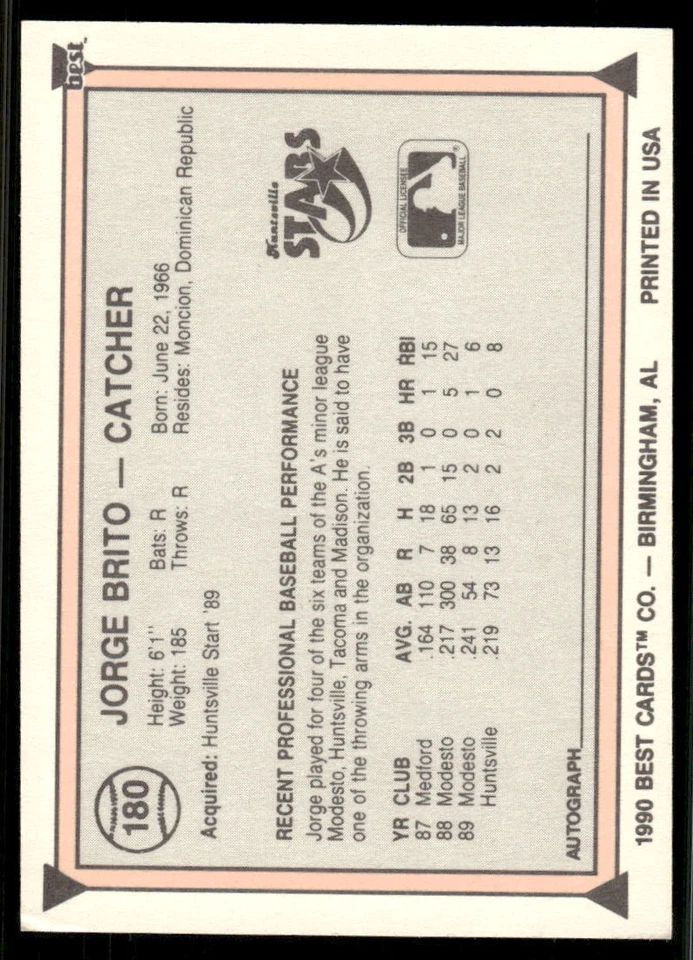 best™
180
JORGE BRITO — CATCHER
Height: 6'1" Bats: R Born: June 22, 1966
Weight: 185 Throws: R Resides: Moncion, Dominican Republic
Acquired: Huntsville Start '89
Huntsville
STARS
RECENT PROFESSIONAL BASEBALL PERFORMANCE
Jorge played for four of the six teams of the A's minor league
Modesto, Huntsville, Tacoma and Madison. He is said to have
one of the throwing arms in the organization.
OFFICIAL LICENSEE
MAJOR LEAGUE BASEBALL
®
YR CLUB AVG. AB R H 2B 3B HR RBI
87 Medford .164 110 7 18 1 0 1 15
88 Modesto .217 300 38 65 15 0 5 27
89 Modesto .241 54 8 13 2 0 1 6
Huntsville .219 73 13 16 2 2 0 8
AUTOGRAPH
1990 BEST CARDS™ CO. — BIRMINGHAM, AL PRINTED IN USA